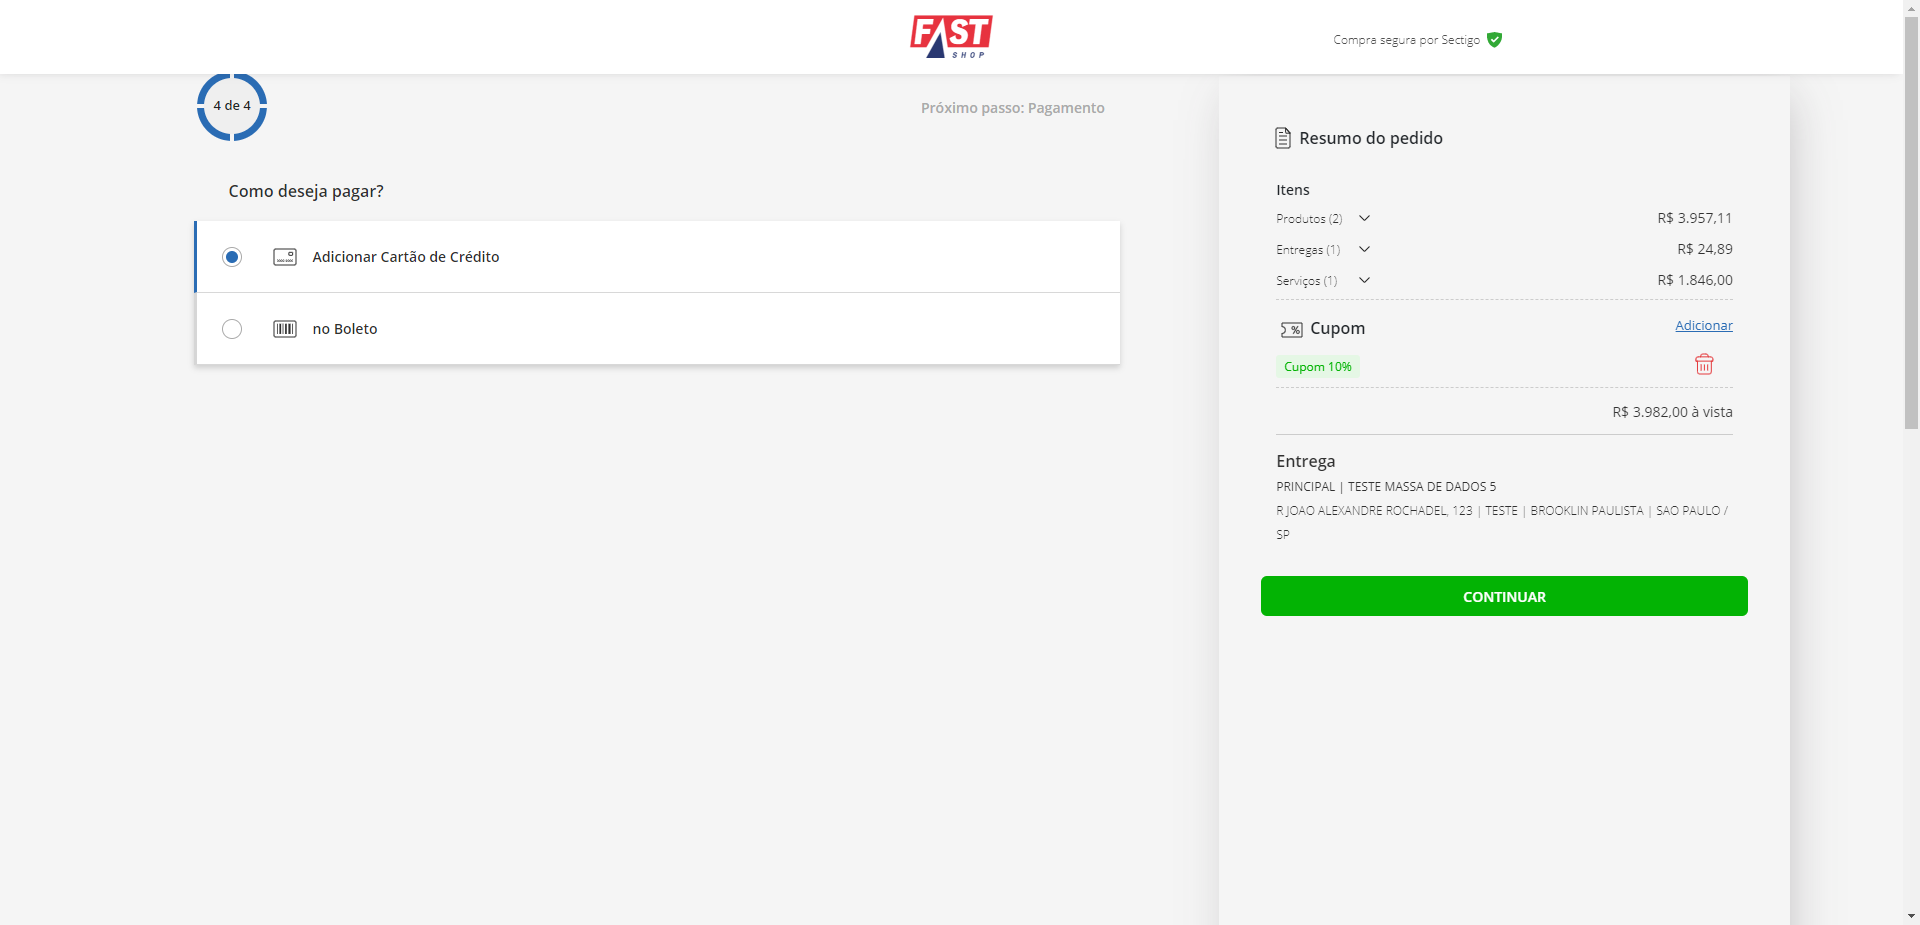 FAST
SHOP
Compra segura por Sectigo
4 de 4
Próximo passo: Pagamento
Como deseja pagar?
Adicionar Cartão de Crédito
no Boleto
Resumo do pedido
Itens
Produtos (2) R$ 3.957,11
Entregas (1) R$ 24,89
Serviços (1) R$ 1.846,00
% Cupom Adicionar
Cupom 10%
R$ 3.982,00 à vista
Entrega
PRINCIPAL | TESTE MASSA DE DADOS 5
R JOAO ALEXANDRE ROCHADEL, 123 | TESTE | BROOKLIN PAULISTA | SAO PAULO /
SP
CONTINUAR